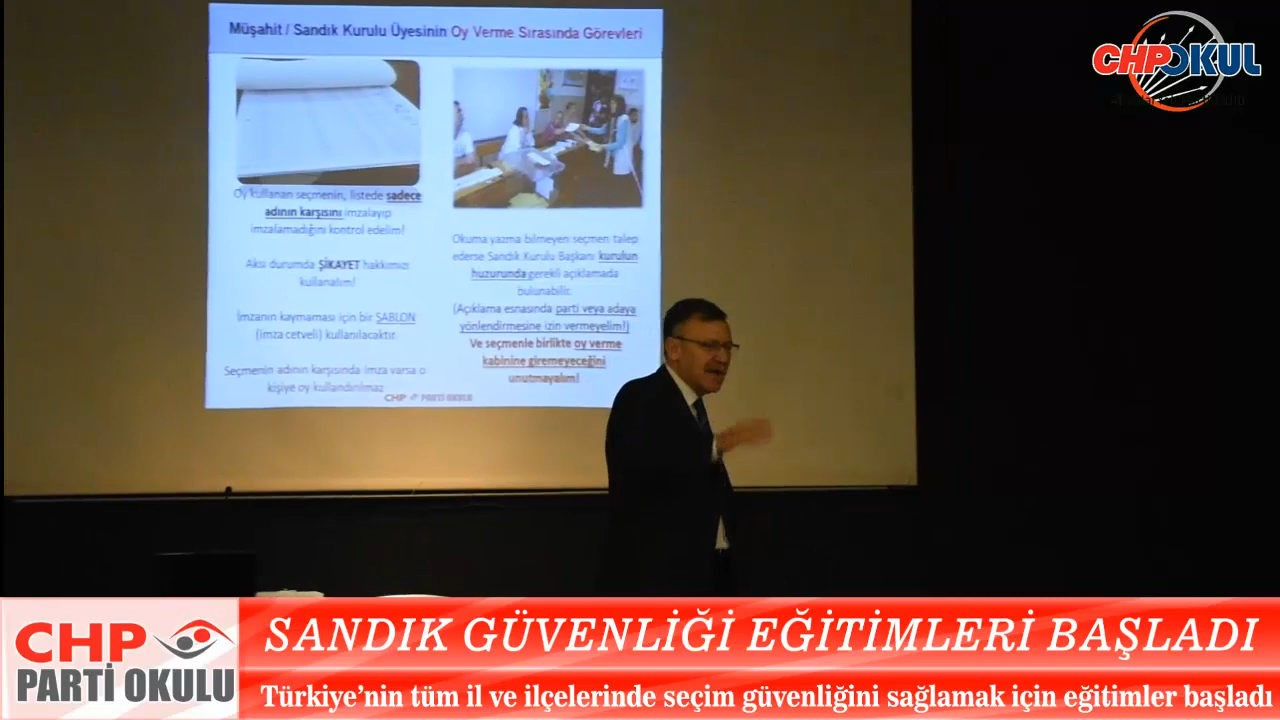 Müşahit / Sandık Kurulu Üyesinin Oy Verme Sırasında Görevleri
CHPOKUL
Oy kullanan seçmenin, listede sadece
adının karşısını imzalayıp
imzalamadığını kontrol edelim!
Aksi durumda ŞİKAYET hakkımızı
kullanalım!
İmzanın kaymaması için bir ŞABLON
(imza cetveli) kullanılacaktır.
Seçmenin adının karşısında imza varsa o
kişiye oy kullandırılmaz
Okuma yazma bilmeyen seçmen talep
ederse Sandık Kurulu Başkanı kurulun
huzurunda gerekli açıklamada
bulunabilir.
(Açıklama esnasında parti veya adaya
yönlendirmesine izin vermeyelim!)
Ve seçmenle birlikte oy verme
kabinine giremeyeceğini
unutmayalım!
CHP PARTİ OKULU
CHP
PARTİ OKULU
SANDIK GÜVENLİĞİ EĞİTİMLERİ BAŞLADI
Türkiye'nin tüm il ve ilçelerinde seçim güvenliğini sağlamak için eğitimler başladı